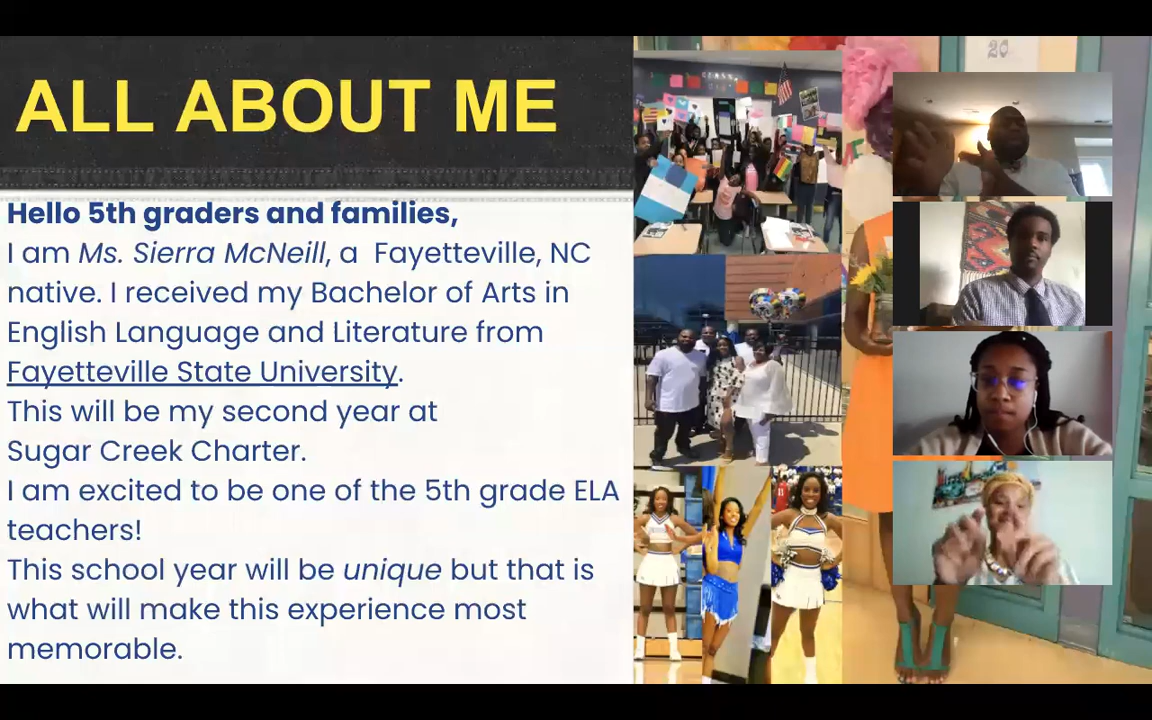 ALL ABOUT ME
Hello 5th graders and families,
I am Ms. Sierra McNeill, a Fayetteville, NC
native. I received my Bachelor of Arts in
English Language and Literature from
Fayetteville State University.
This will be my second year at
Sugar Creek Charter.
I am excited to be one of the 5th grade ELA
teachers!
This school year will be unique but that is
what will make this experience most
memorable.
20